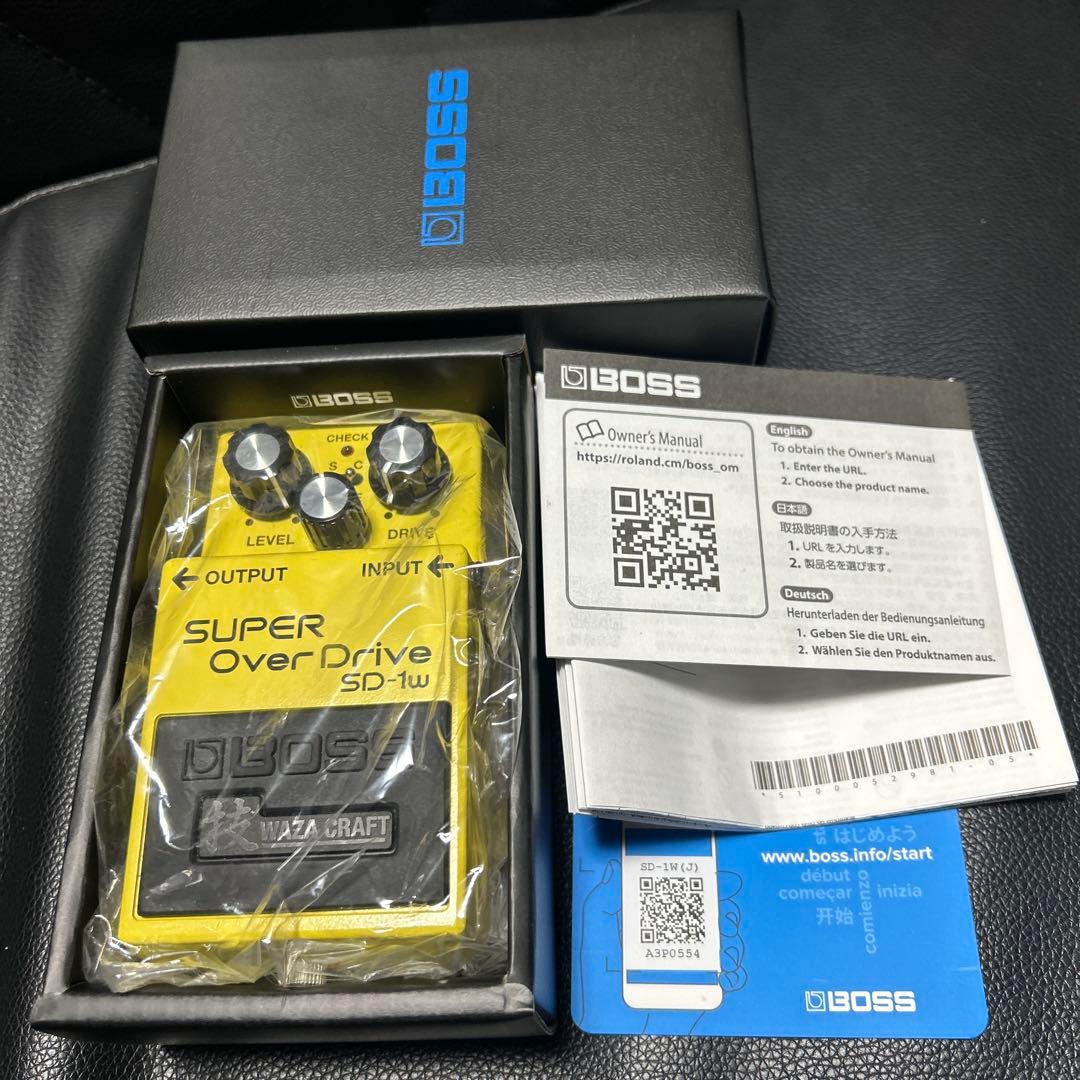 BOSS
BOSS
CHECK
S C
LEVEL
DRIVE
OUTPUT
INPUT
SUPER
OVER DRIVE
SD-1w
BOSS
技 WAZA CRAFT
BOSS
Owner's Manual
https://roland.cm/boss_om
English
To obtain the Owner's Manual
1. Enter the URL.
2. Choose the product name.
日本語
取扱説明書の入手方法
1. URL を入力します。
2. 製品名を選びます。
Deutsch
Herunterladen der Bedienungsanleitung
1. Geben Sie die URL ein.
2. Wählen Sie den Produktnamen aus.
*5100052981-05*
はじめよう
www.boss.info/start
début
começar
inizia
comienzo
开始
SD-1W(J)
A3P0554
BOSS